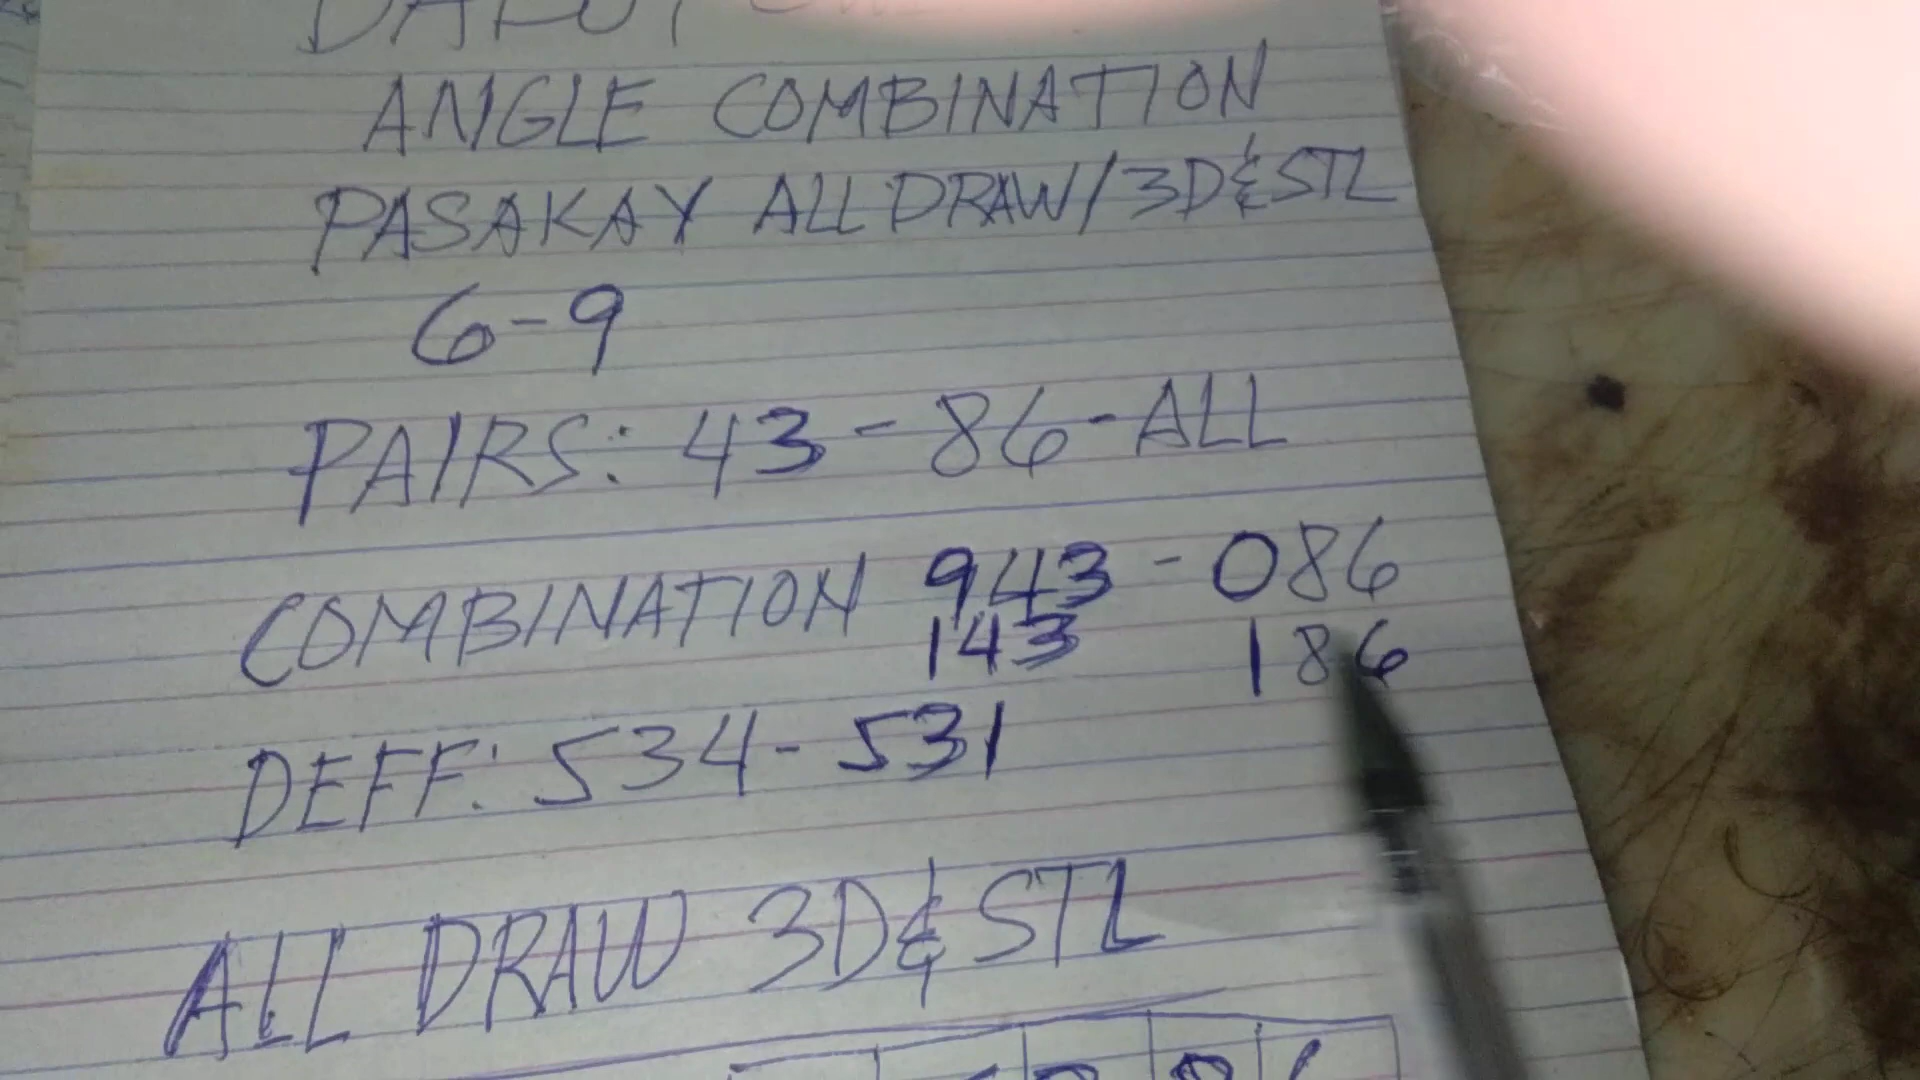 ANGLE COMBINATION
PASAKAY ALL DRAW/3D&STL
6-9
PAIRS: 43-86-ALL
COMBINATION 943-086
143 186
DEFF: 534-531
ALL DRAW 3D&STL